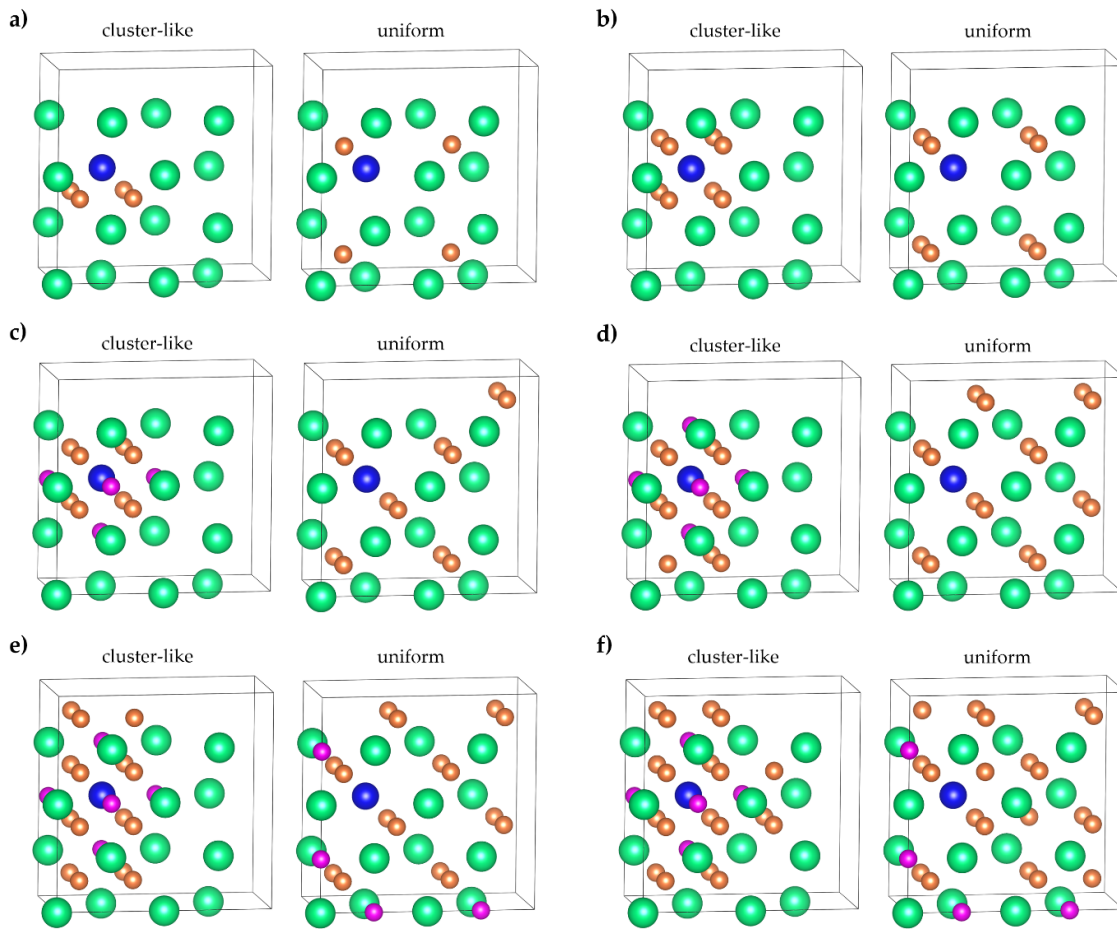 a)
cluster-like
uniform
b)
cluster-like
uniform
c)
cluster-like
uniform
d)
cluster-like
uniform
e)
cluster-like
uniform
f)
cluster-like
uniform